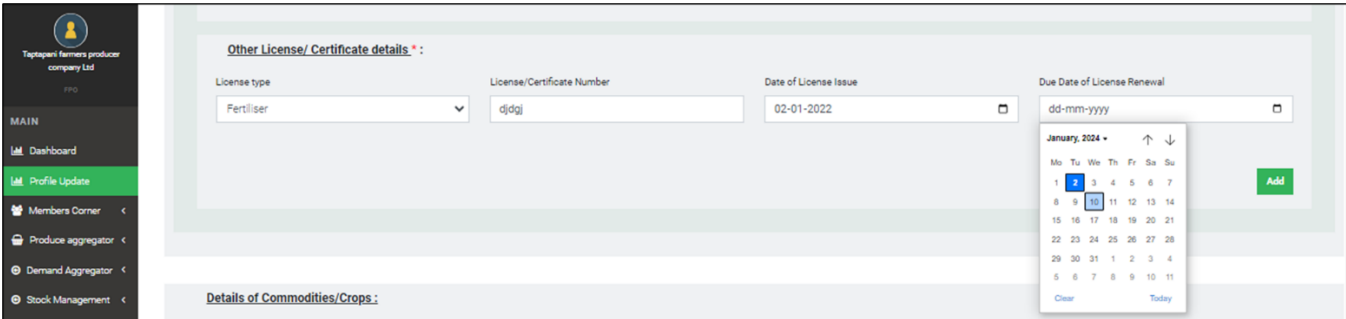 Taptapani farmers producer
company Ltd
FPO
MAIN
Dashboard
Profile Update
Members Corner
Produce aggregator
Demand Aggregator
Stock Management
Other License/ Certificate details * :
License type
Fertiliser
License/Certificate Number
djdgj
Date of License Issue
02-01-2022
Due Date of License Renewal
dd-mm-yyyy
January, 2024
Mo Tu We Th Fr Sa Su
1 2 3 4 5 6 7
8 9 10 11 12 13 14
15 16 17 18 19 20 21
22 23 24 25 26 27 28
29 30 31 1 2 3 4
5 6 7 8 9 10 11
Clear Today
Add
Details of Commodities/Crops :